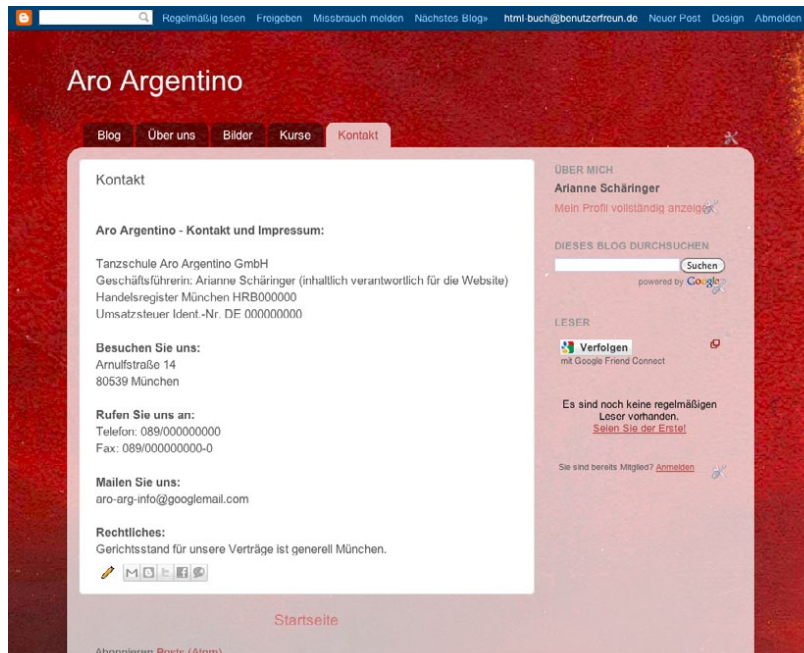 Regelmäßig lesen Freigeben Missbrauch melden Nächstes Blog» html-buch@benutzerfreun.de Neuer Post Design Abmelden
Aro Argentino
Blog Über uns Bilder Kurse Kontakt
Kontakt
Aro Argentino - Kontakt und Impressum:
Tanzschule Aro Argentino GmbH
Geschäftsführerin: Arianne Schäringer (inhaltlich verantwortlich für die Website)
Handelsregister München HRB000000
Umsatzsteuer Ident.-Nr. DE 000000000
Besuchen Sie uns:
Arnulfstraße 14
80539 München
Rufen Sie uns an:
Telefon: 089/000000000
Fax: 089/000000000-0
Mailen Sie uns:
aro-arg-info@googlemail.com
Rechtliches:
Gerichtsstand für unsere Verträge ist generell München.
Startseite
Abonnieren Posts (Atom)
ÜBER MICH
Arianne Schäringer
Mein Profil vollständig anzeigen
DIESES BLOG DURCHSUCHEN
Suchen
powered by Google
LESER
Verfolgen
mit Google Friend Connect
Es sind noch keine regelmäßigen
Leser vorhanden.
Seien Sie der Erste!
Sie sind bereits Mitglied? Anmelden